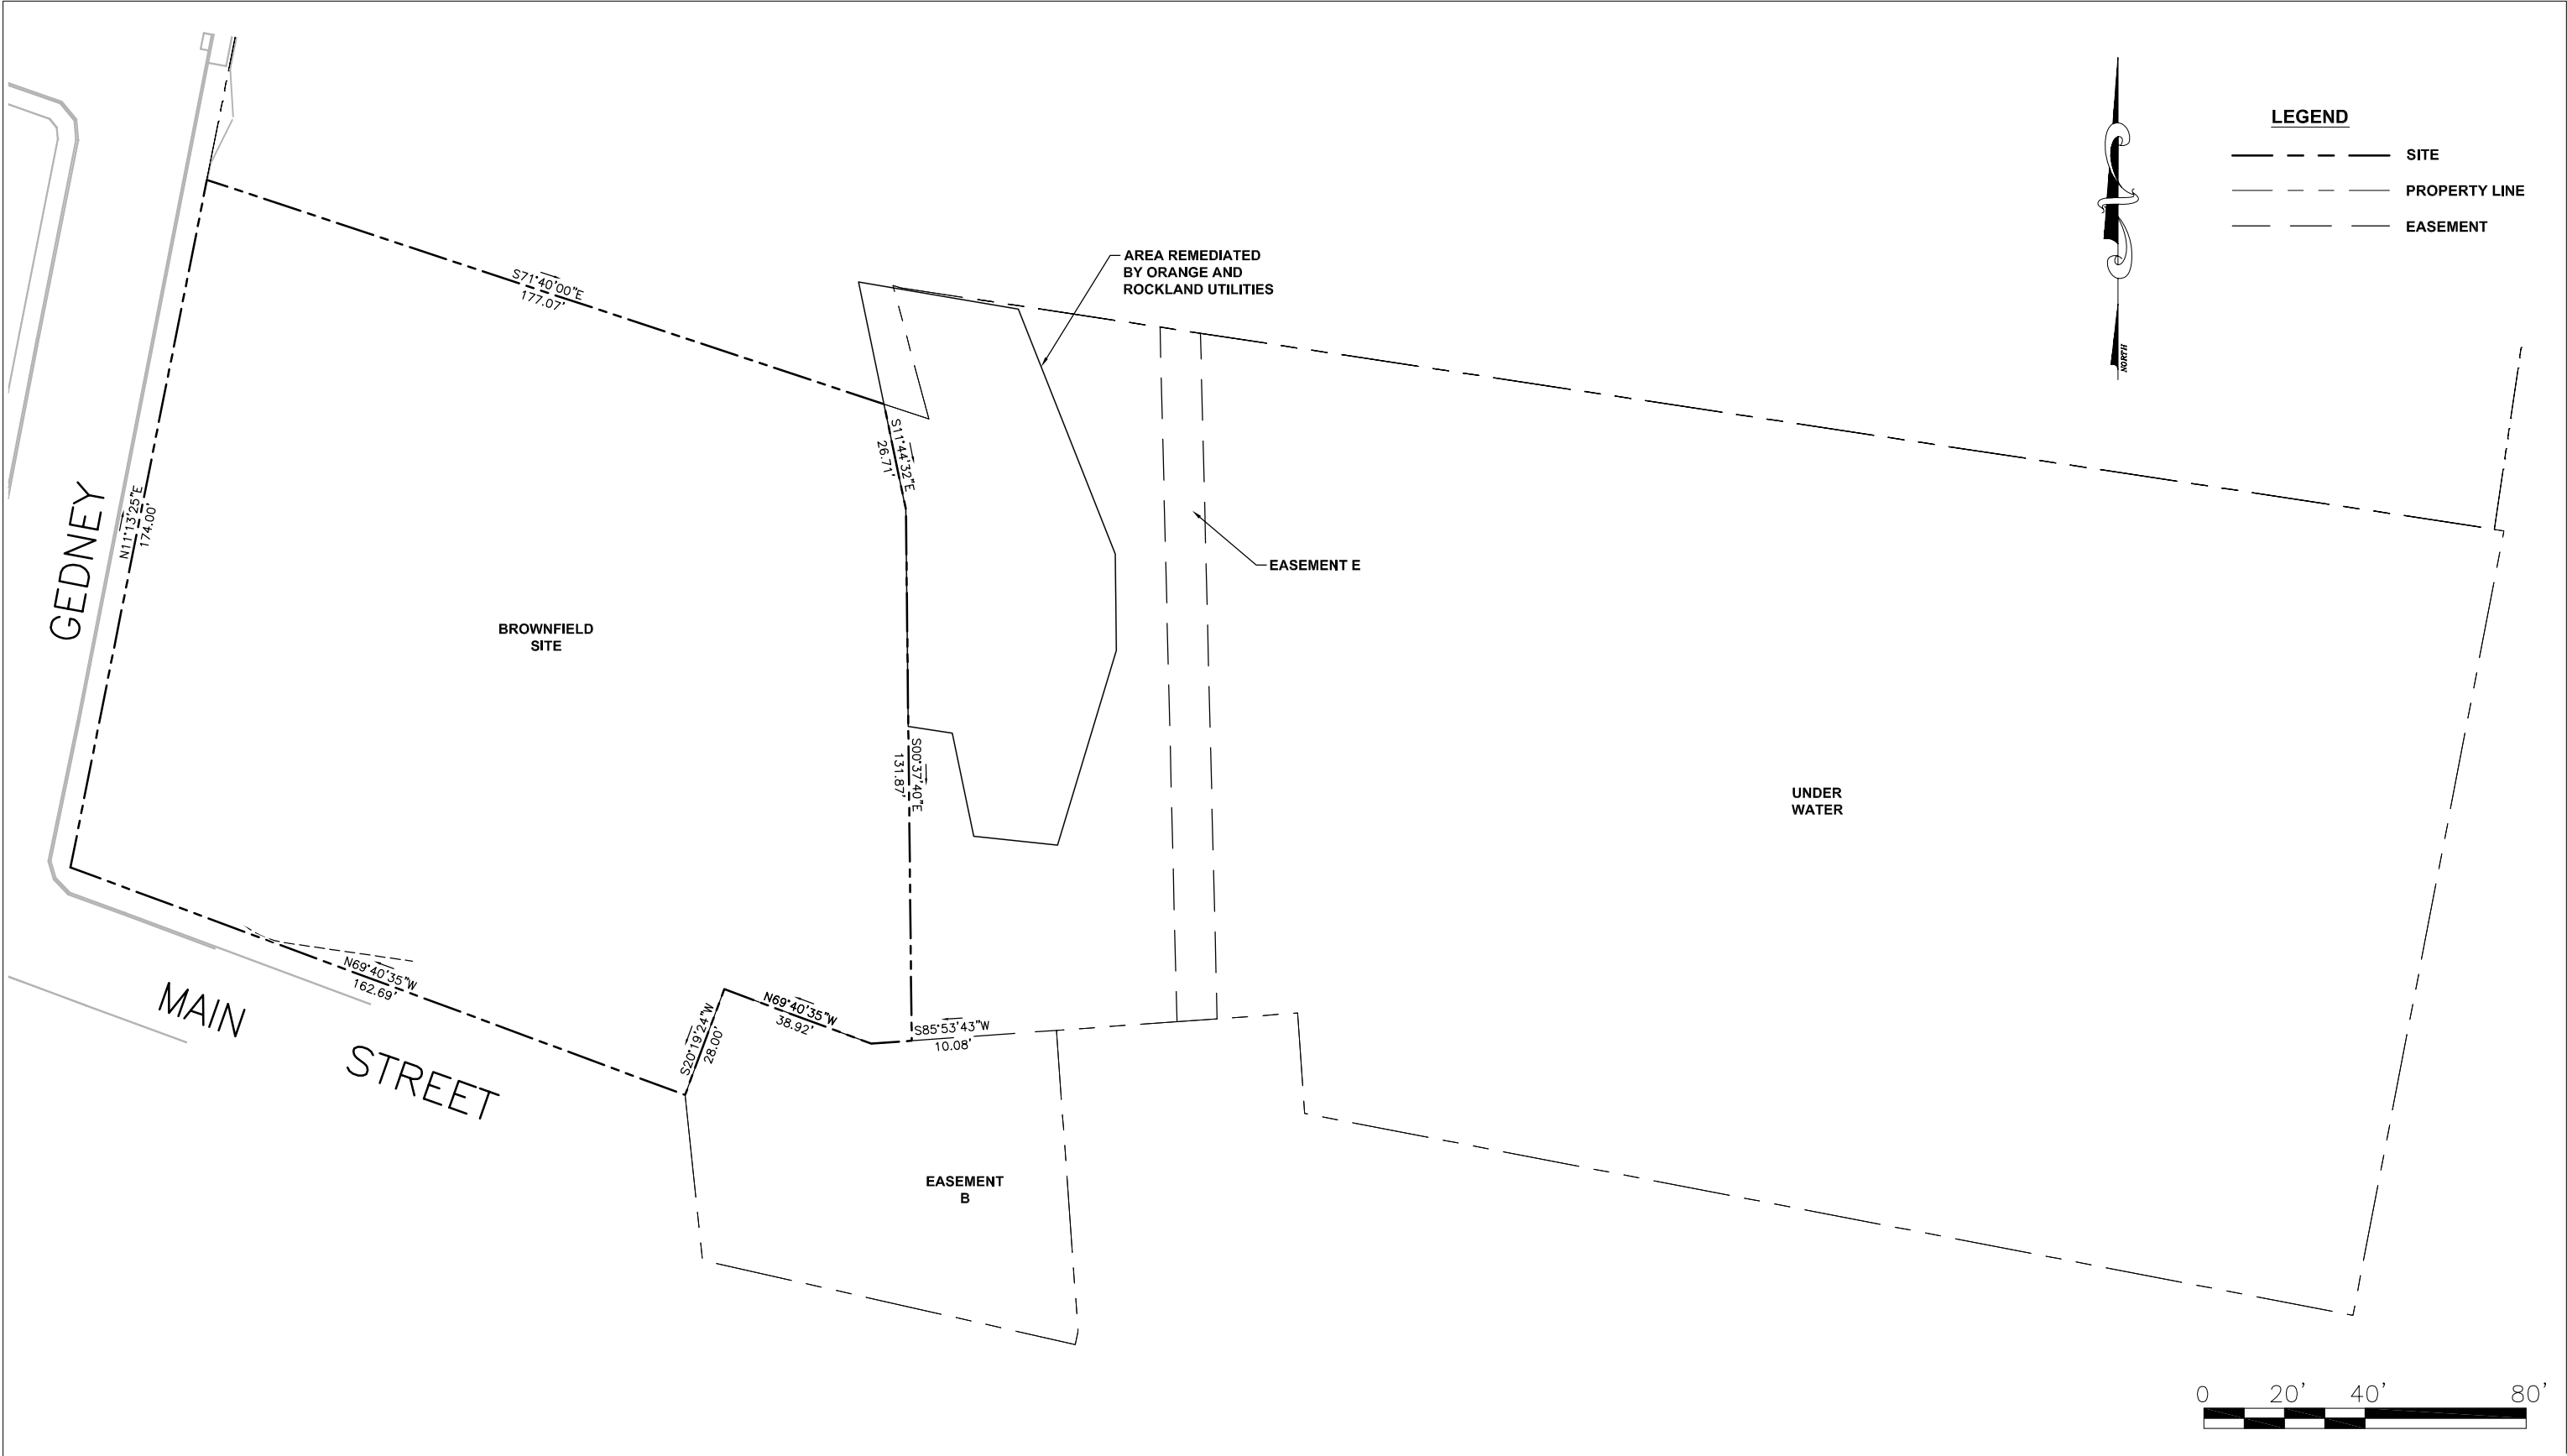 LEGEND
SITE
PROPERTY LINE
EASEMENT
NORTH
AREA REMEDIATED
BY ORANGE AND
ROCKLAND UTILITIES
S71°40'00"E
177.07'
S11°44'32"E
26.71'
N11°13'25"E
174.00'
GEDNEY
EASEMENT E
BROWNFIELD
SITE
S00°37'40"E
131.87'
UNDER
WATER
N69°40'35"W
162.69'
MAIN
STREET
S20°19'24"W
28.00'
N69°40'35"W
38.92'
S85°53'43"W
10.08'
EASEMENT
B
0 20' 40' 80'